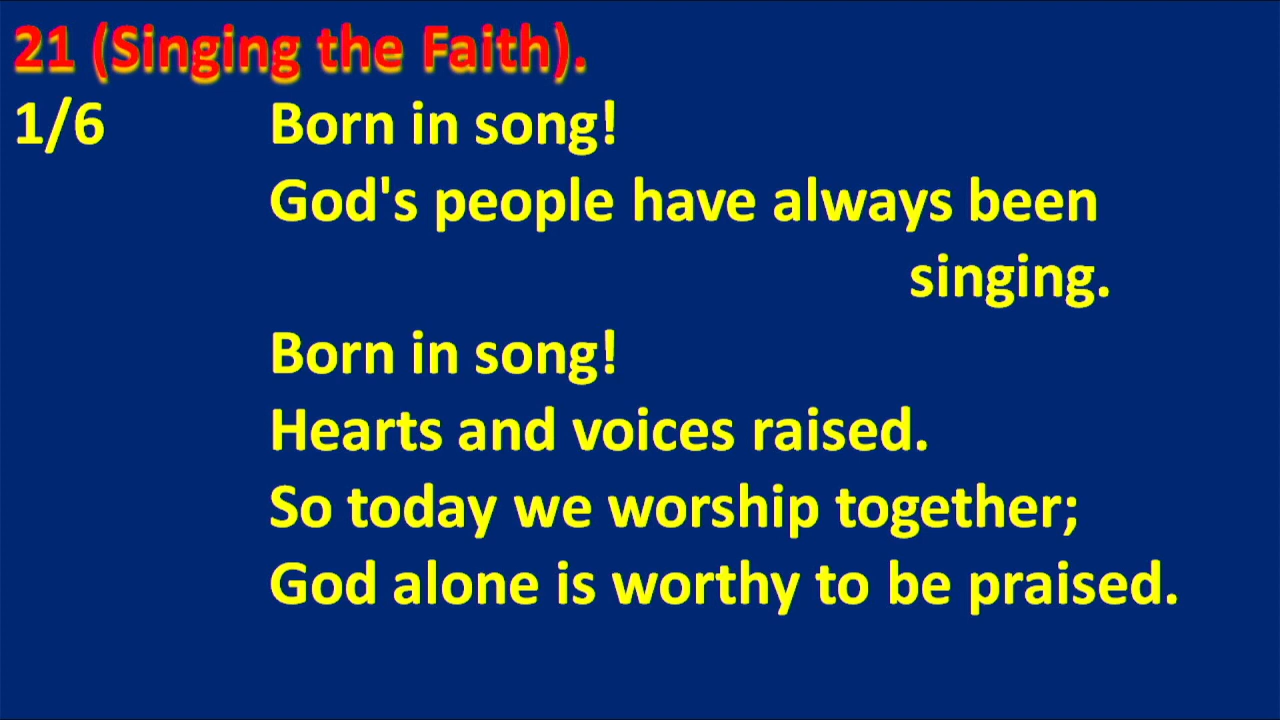 21 (Singing the Faith).
1/6 Born in song!
God's people have always been
singing.
Born in song!
Hearts and voices raised.
So today we worship together;
God alone is worthy to be praised.